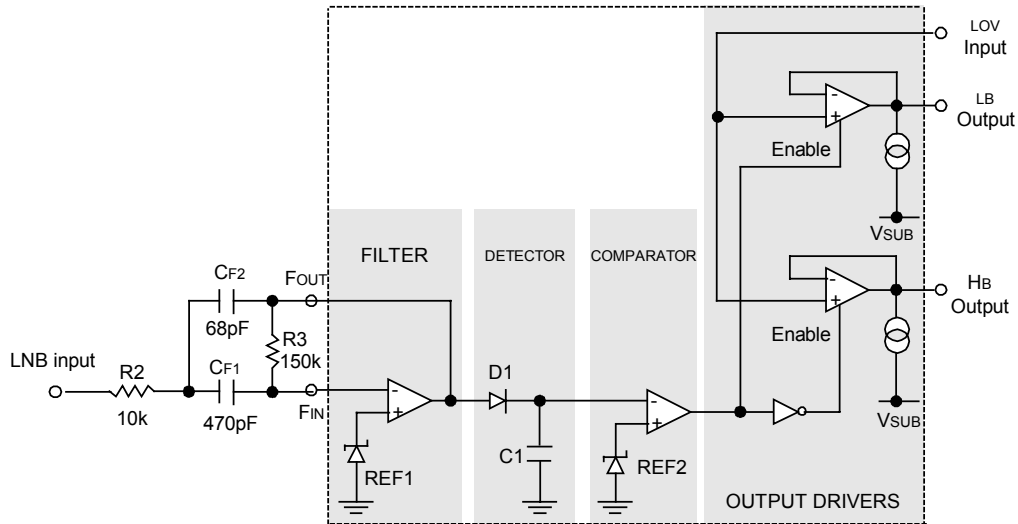 LOV
Input
LB
Output
Enable
VSUB
FILTER
DETECTOR
COMPARATOR
CF2
FOUT
68pF
R3
150k
LNB input
R2
CF1
10k
470pF
FIN
D1
C1
REF1
REF2
HB
Output
Enable
VSUB
OUTPUT DRIVERS
-
+
-
+
-
+
-
+